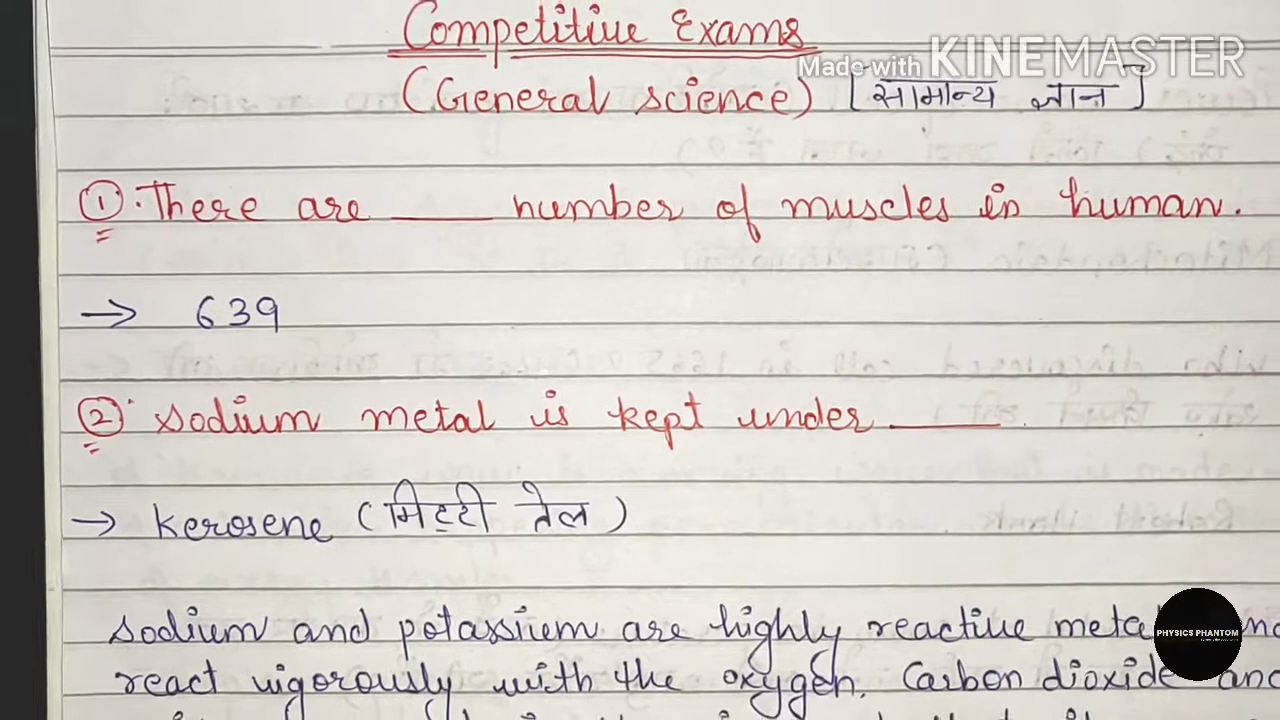 Competitive Exams
Made with KINEMASTER
(General science) [सामान्य ज्ञान]
① There are ____ number of muscles in human.
→ 639
② Sodium metal is kept under ____.
→ Kerosene (मिट्टी तेल)
Sodium and potassium are highly reactive
PHYSICS PHANTOM
react vigorously with the oxygen. Carbon dioxide and